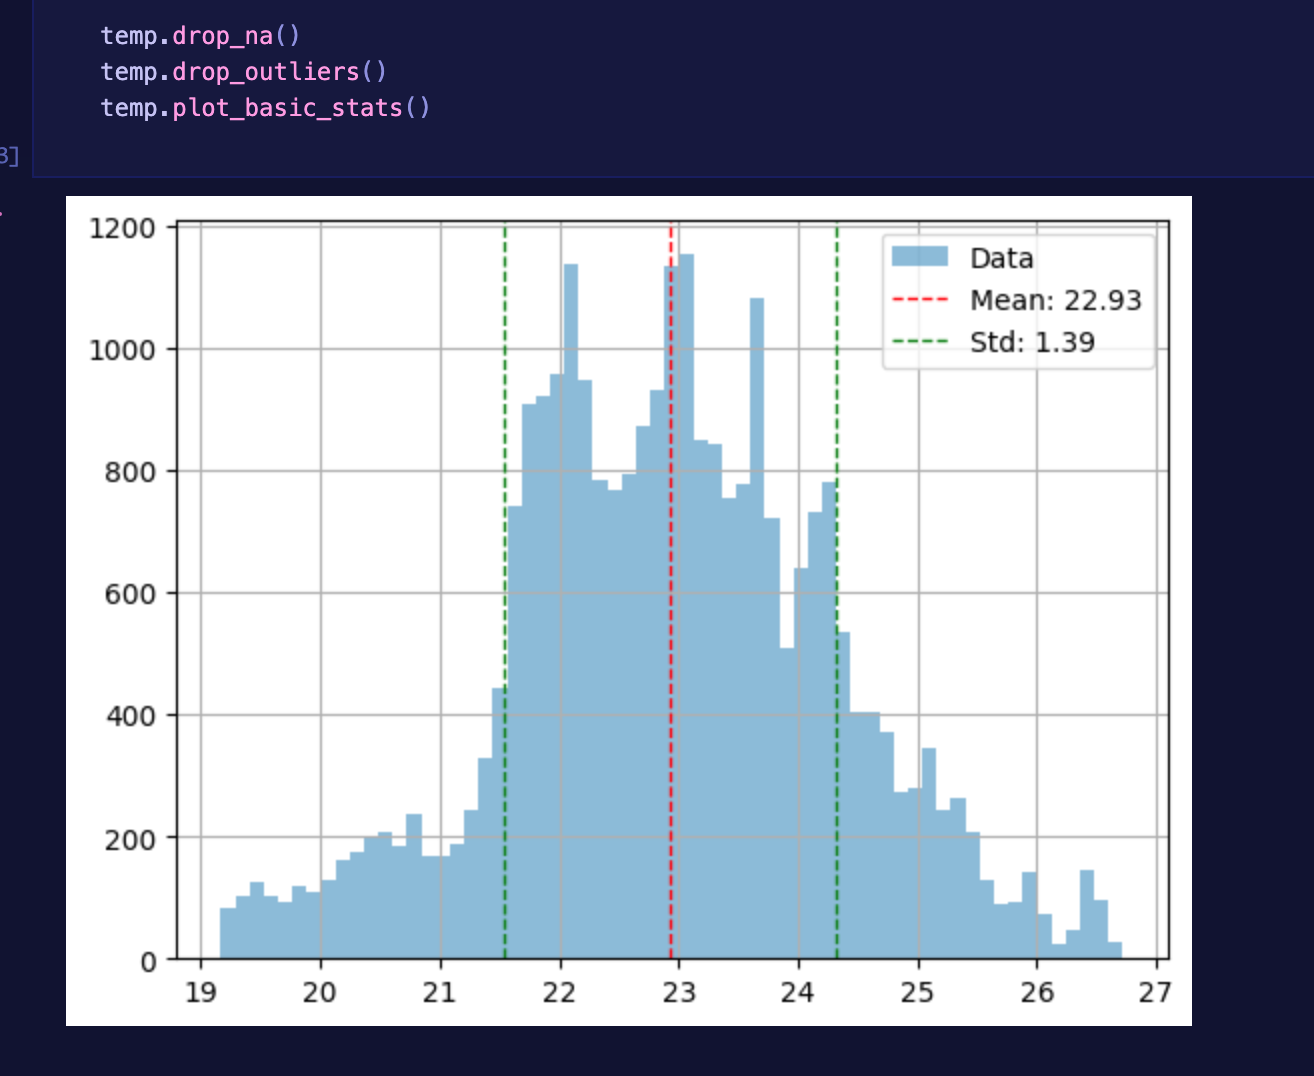 temp.drop_na()
temp.drop_outliers()
temp.plot_basic_stats()
3]
1200
1000
800
600
400
200
0
Data
Mean: 22.93
Std: 1.39
19 20 21 22 23 24 25 26 27